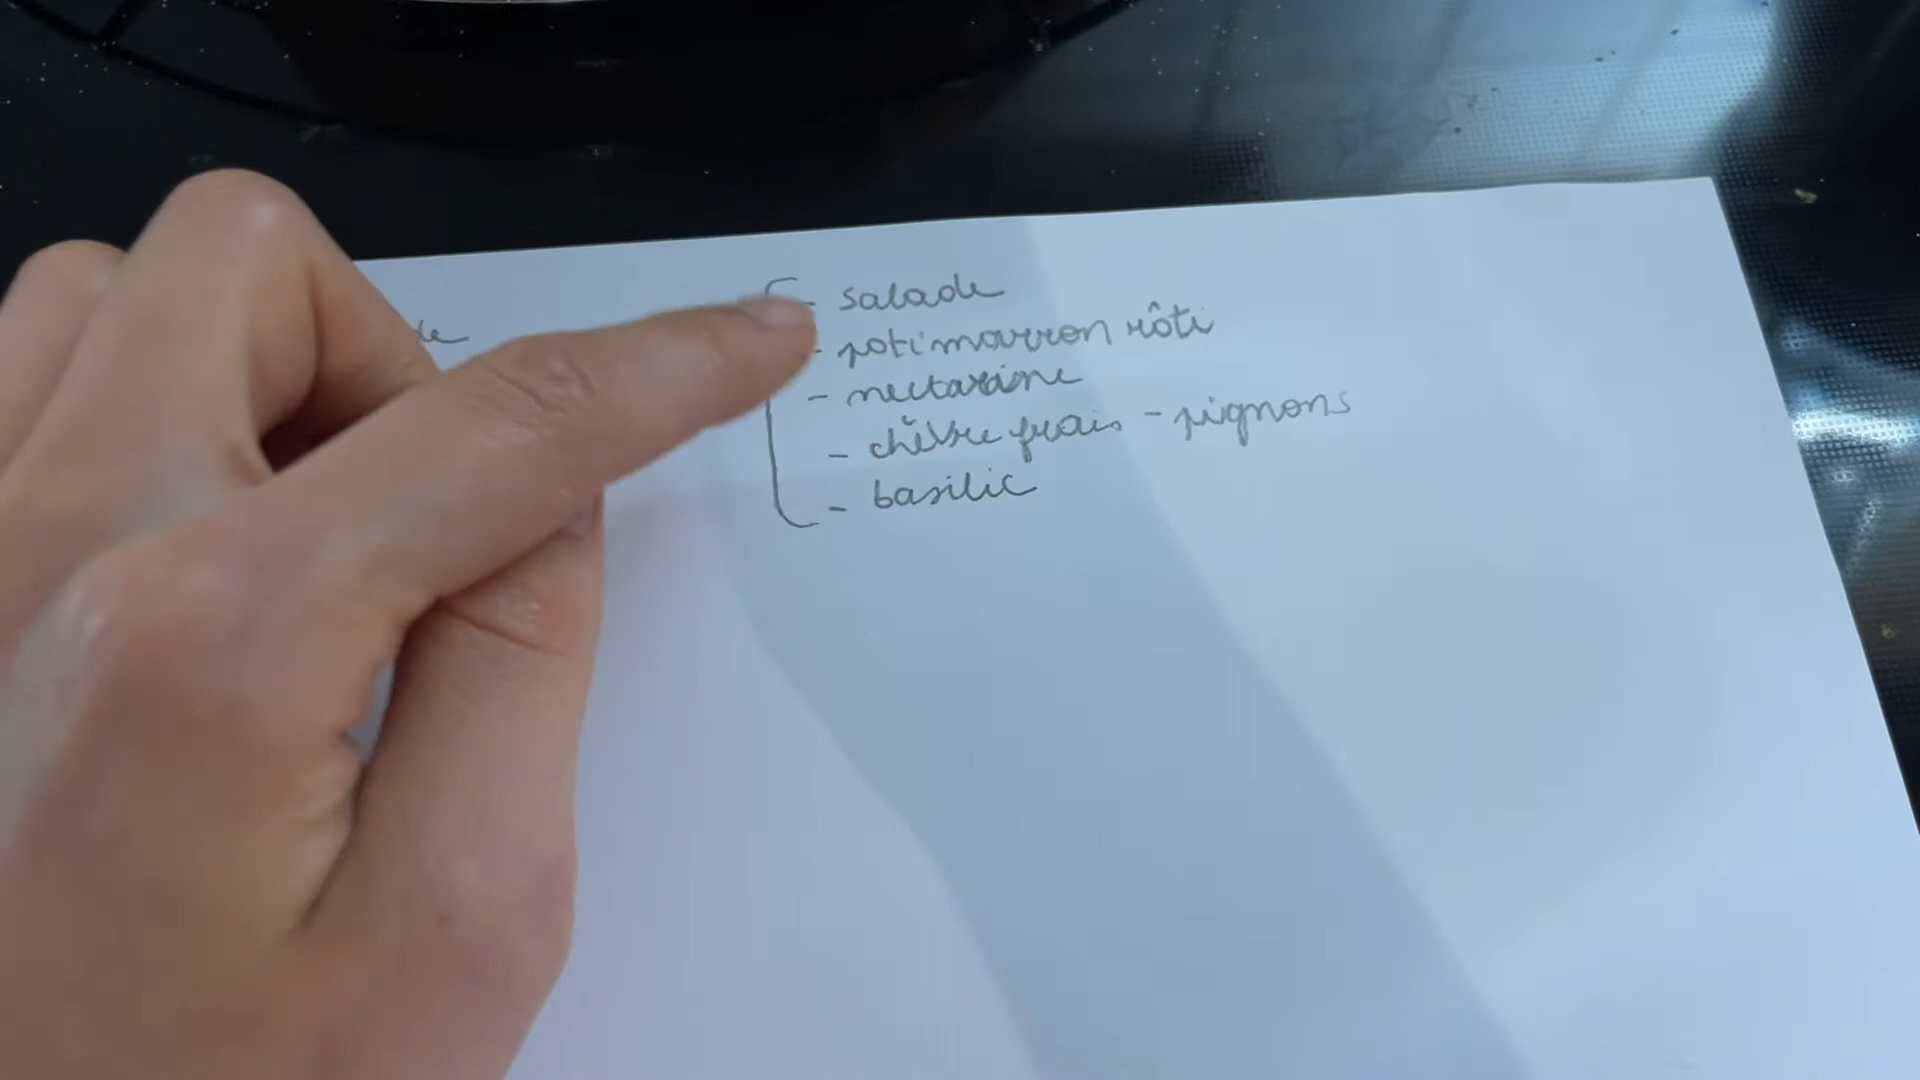 - salade
- potimarron rôti
- nectarine
- chèvre frais - pignons
- basilic